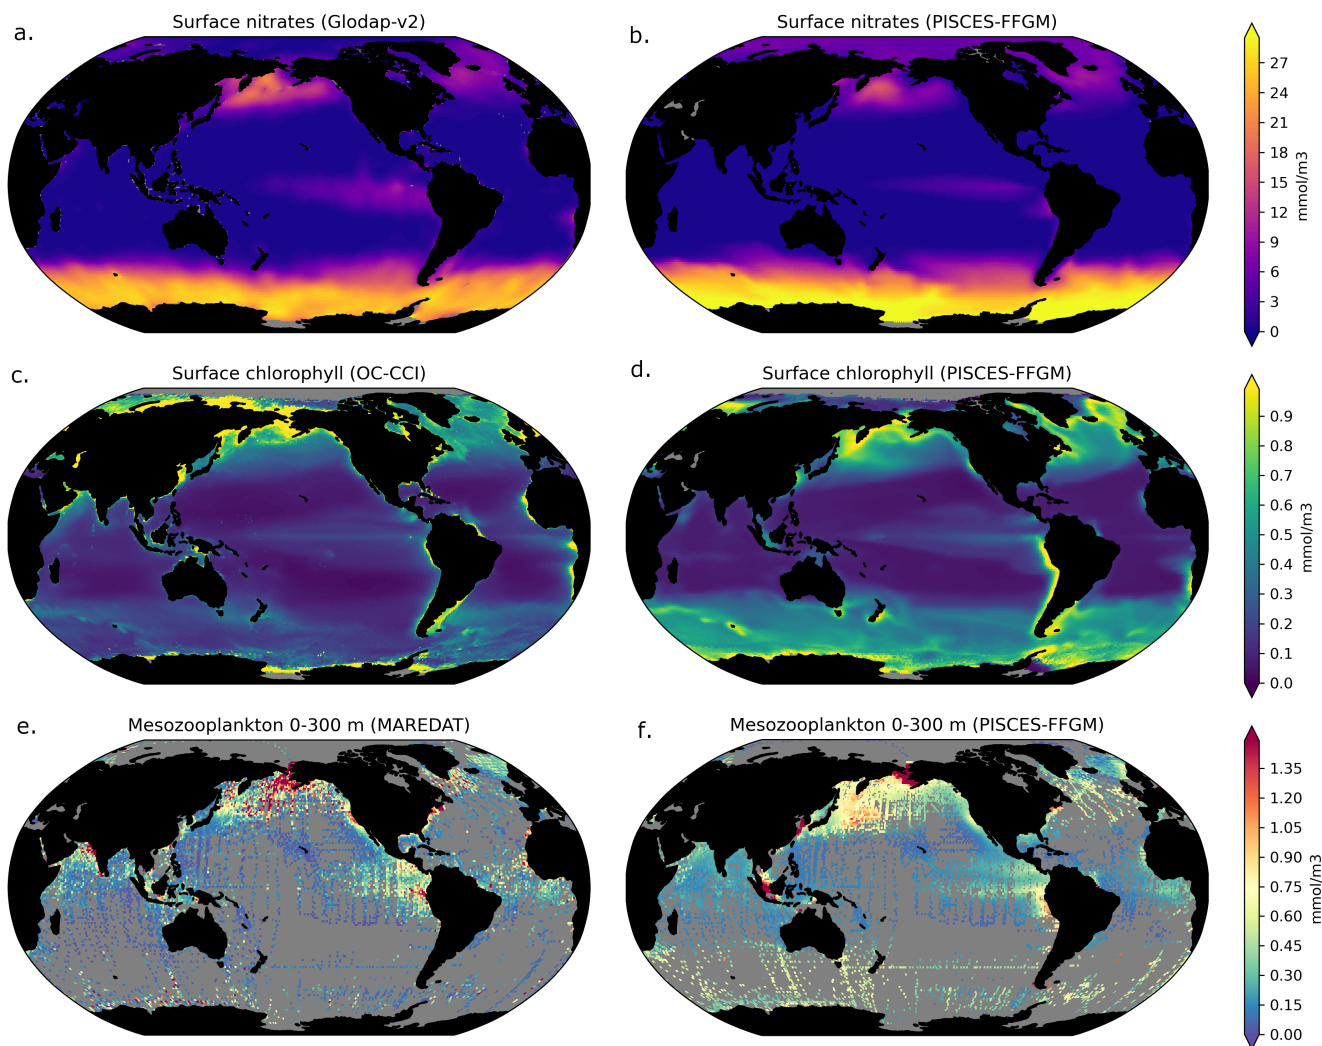 a.
Surface nitrates (Glodap-v2)
b.
Surface nitrates (PISCES-FFGM)
27
24
21
18
15
12
9
6
3
0
mmol/m3
c.
Surface chlorophyll (OC-CCI)
d.
Surface chlorophyll (PISCES-FFGM)
0.9
0.8
0.7
0.6
0.5
0.4
0.3
0.2
0.1
0.0
mmol/m3
e.
Mesozooplankton 0-300 m (MAREDAT)
f.
Mesozooplankton 0-300 m (PISCES-FFGM)
1.35
1.20
1.05
0.90
0.75
0.60
0.45
0.30
0.15
0.00
mmol/m3